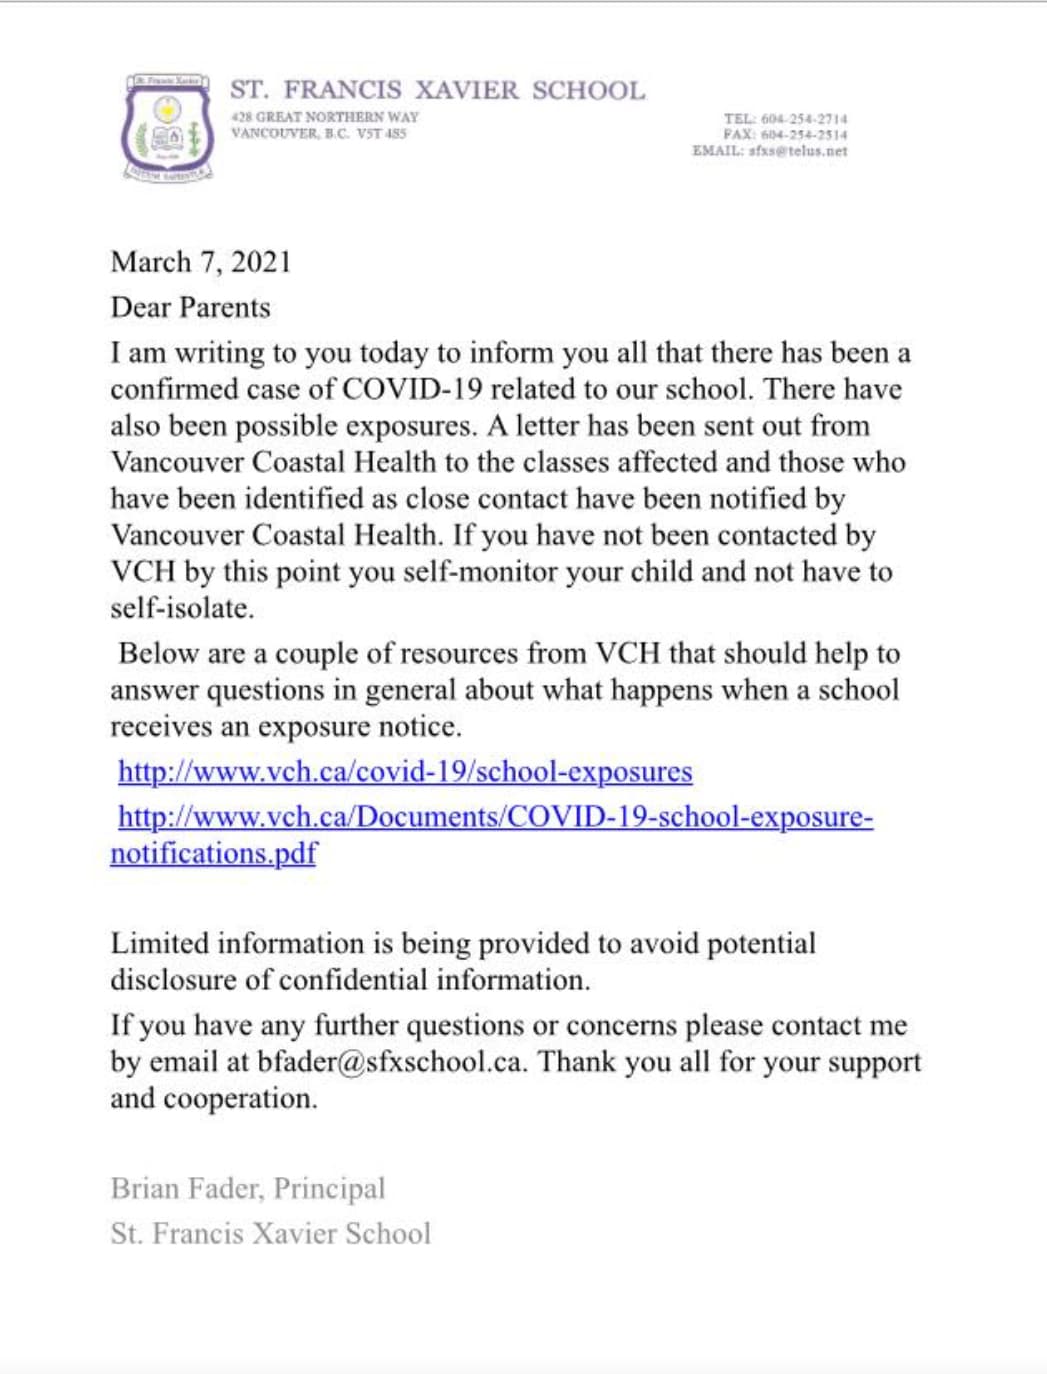 St. Francis Xavier
ST. FRANCIS XAVIER SCHOOL
428 GREAT NORTHERN WAY
VANCOUVER, B.C. V5T 4S5
TEL: 604-254-2714
FAX: 604-254-2514
EMAIL: sfxs@telus.net
March 7, 2021
Dear Parents
I am writing to you today to inform you all that there has been a
confirmed case of COVID-19 related to our school. There have
also been possible exposures. A letter has been sent out from
Vancouver Coastal Health to the classes affected and those who
have been identified as close contact have been notified by
Vancouver Coastal Health. If you have not been contacted by
VCH by this point you self-monitor your child and not have to
self-isolate.
Below are a couple of resources from VCH that should help to
answer questions in general about what happens when a school
receives an exposure notice.
http://www.vch.ca/covid-19/school-exposures
http://www.vch.ca/Documents/COVID-19-school-exposure-
notifications.pdf
Limited information is being provided to avoid potential
disclosure of confidential information.
If you have any further questions or concerns please contact me
by email at bfader@sfxschool.ca. Thank you all for your support
and cooperation.
Brian Fader, Principal
St. Francis Xavier School